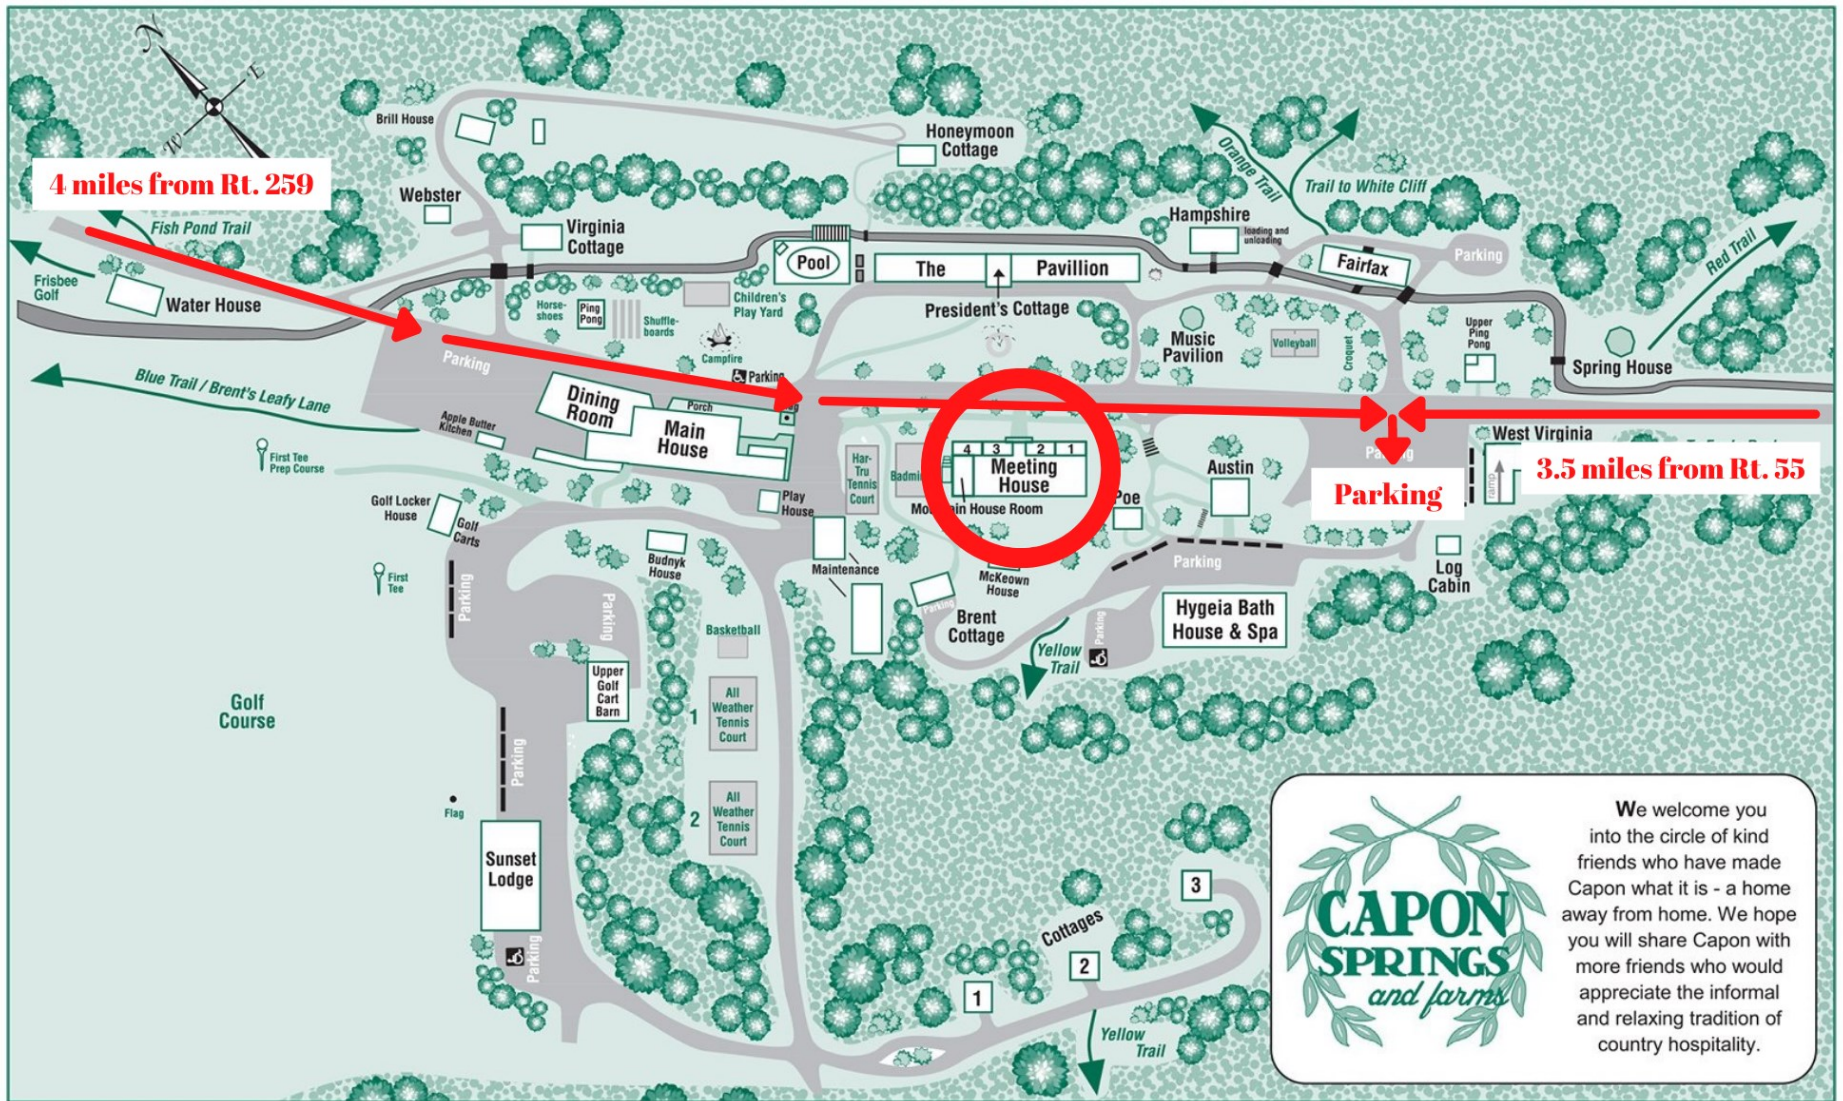 N
E
W
Brill House
Honeymoon
Cottage
Orange Trail
Trail to White Cliff
4 miles from Rt. 259
Webster
Fish Pond Trail
Virginia
Cottage
Hampshire
loading and
unloading
Parking
Fairfax
Red Trail
Frisbee
Golf
Water House
Pool
The
Pavillion
Horse-
shoes
Ping
Pong
Shuffle-
boards
Children's
Play Yard
President's Cottage
Campfire
Music
Pavilion
Volleyball
Croquet
Upper
Ping
Pong
Spring House
Parking
Parking
Blue Trail / Brent's Leafy Lane
Dining
Room
Porch
Main
House
Apple Butter
Kitchen
First Tee
Prep Course
Har-
Tru
Tennis
Court
4 3 2 1
Meeting
House
House Room
Austin
Poe
West Virginia
ramp
3.5 miles from Rt. 55
Parking
Golf Locker
House
Golf
Carts
Play
House
Budnyk
House
Maintenance
McKeown
House
Parking
Log
Cabin
First
Tee
Parking
Parking
Parking
Brent
Cottage
Parking
Hygeia Bath
House & Spa
Yellow
Trail
Basketball
Upper
Golf
Cart
Barn
1
All
Weather
Tennis
Court
Golf
Course
Parking
2
All
Weather
Tennis
Court
Flag
Sunset
Lodge
Parking
3
Cottages
2
1
Yellow
Trail
CAPON
SPRINGS
and farms
We welcome you
into the circle of kind
friends who have made
Capon what it is - a home
away from home. We hope
you will share Capon with
more friends who would
appreciate the informal
and relaxing tradition of
country hospitality.